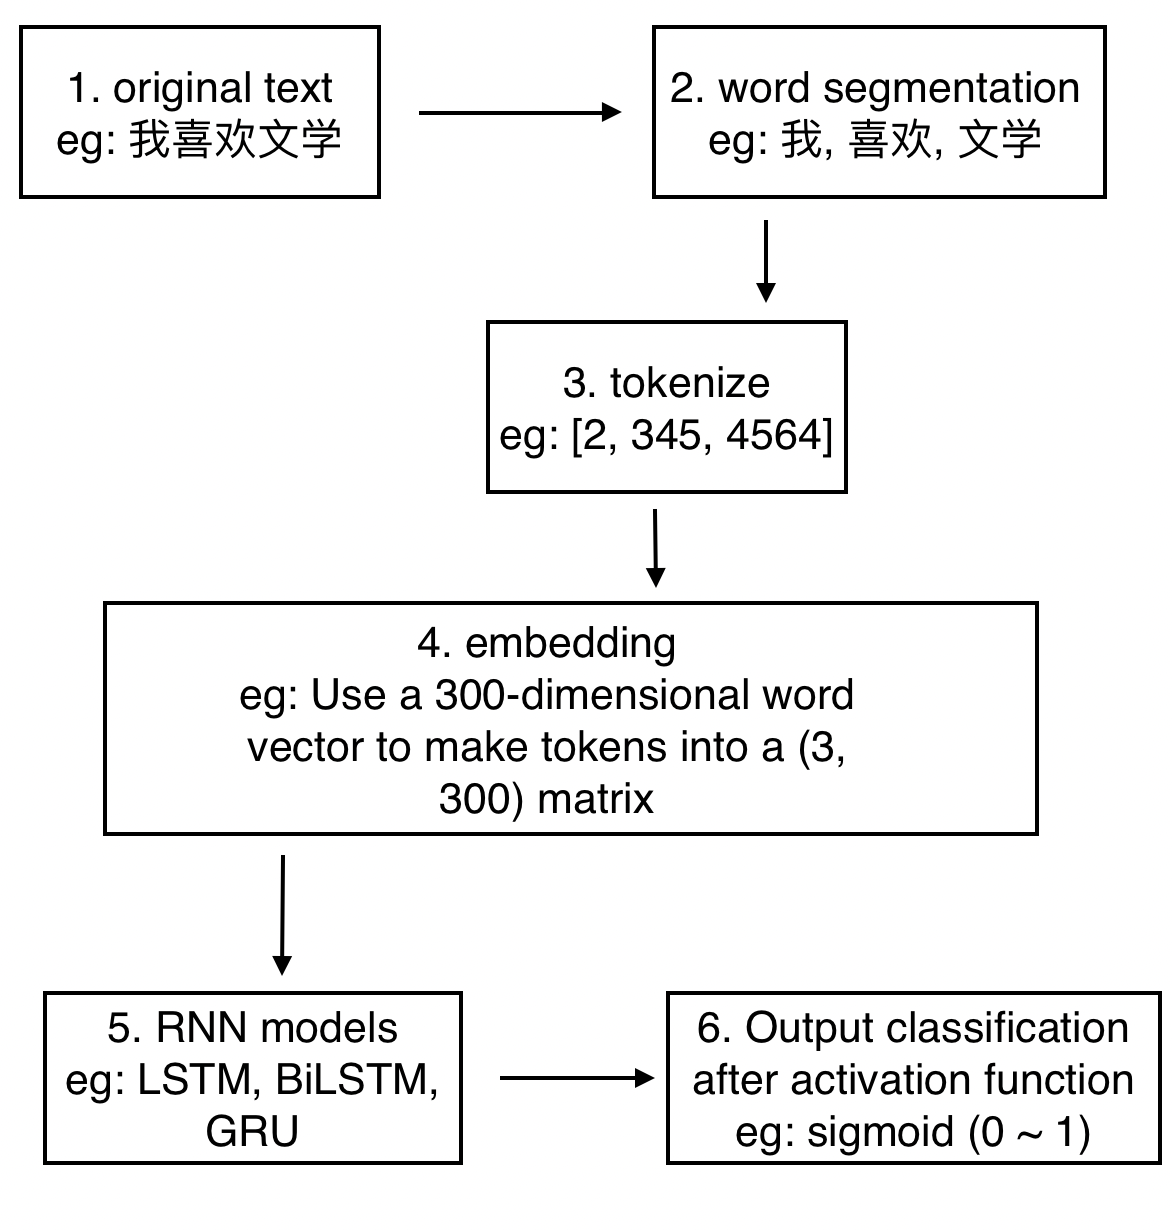 1. original text
eg: 我喜欢文学
2. word segmentation
eg: 我, 喜欢, 文学
3. tokenize
eg: [2, 345, 4564]
4. embedding
eg: Use a 300-dimensional word
vector to make tokens into a (3,
300) matrix
5. RNN models
eg: LSTM, BiLSTM,
GRU
6. Output classification
after activation function
eg: sigmoid (0 ~ 1)